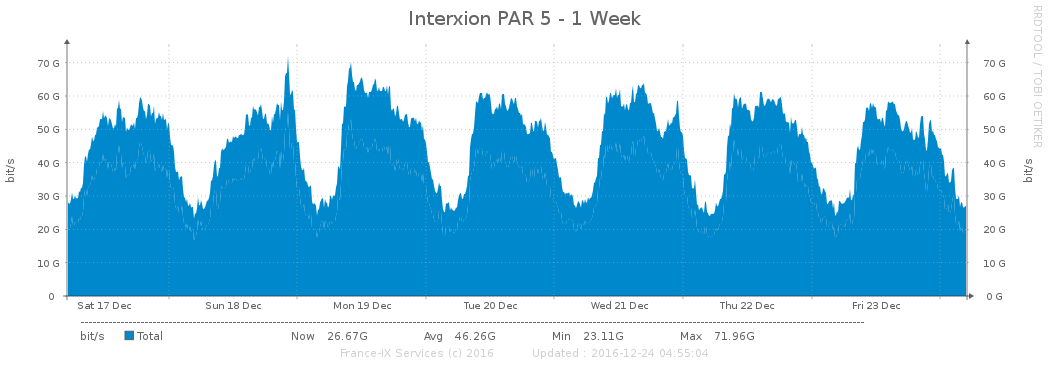 Interxion PAR 5 - 1 Week
RRDTOOL / TOBI OETIKER
bit/s
bit/s
70 G 70 G
60 G 60 G
50 G 50 G
40 G 40 G
30 G 30 G
20 G 20 G
10 G 10 G
0 0 G
Sat 17 Dec Sun 18 Dec Mon 19 Dec Tue 20 Dec Wed 21 Dec Thu 22 Dec Fri 23 Dec
bit/s Total Now 26.67G Avg 46.26G Min 23.11G Max 71.96G
France-IX Services (c) 2016 Updated : 2016-12-24 04:55:04